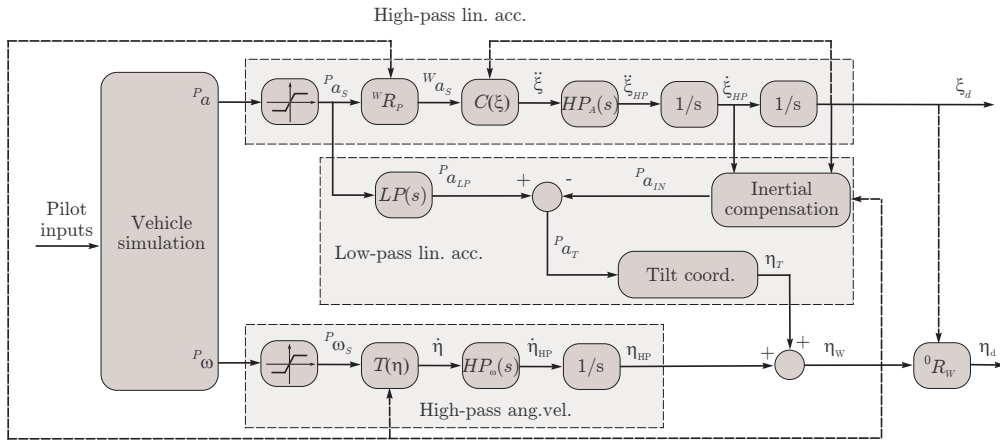 High-pass lin. acc.
Pa
PaS
WRP
WaS
C(ξ)
ξ̈
HPA(s)
ξ̈HP
1/s
ξ̇HP
1/s
ξd
LP(s)
PaLP
+
-
PaIN
Inertial
compensation
Pilot
inputs
Vehicle
simulation
Low-pass lin. acc.
PaT
Tilt coord.
ηT
Pω
PωS
T(η)
η̇
HPω(s)
η̇HP
1/s
ηHP
+
+
ηW
0RW
ηd
High-pass ang.vel.